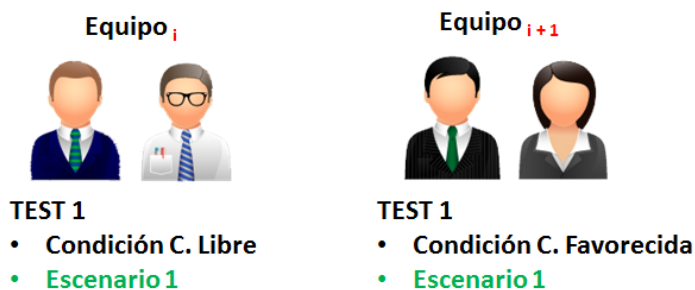 Equipo i
Equipo i + 1
TEST 1
• Condición C. Libre
• Escenario 1
TEST 1
• Condición C. Favorecida
• Escenario 1